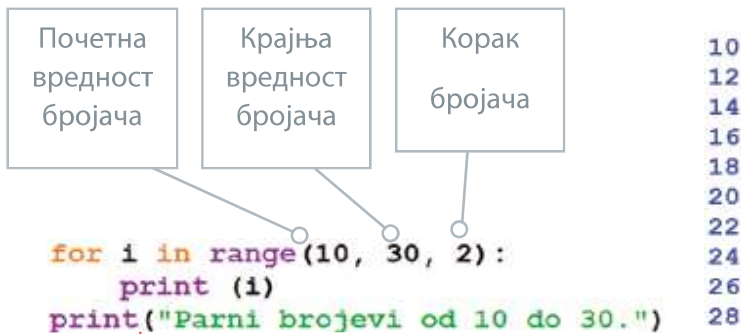 Почетна
вредност
бројача
Крајња
вредност
бројача
Корак
бројача
for i in range(10, 30, 2):
    print (i)
print("Parni brojevi od 10 do 30.")
10
12
14
16
18
20
22
24
26
28